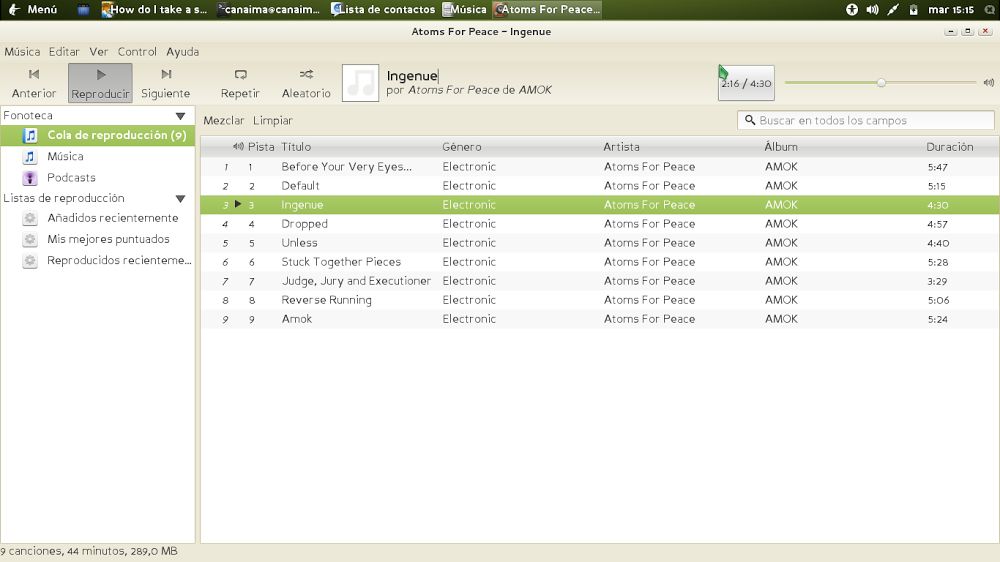 Menú How do I take a s... canaima@canaim... Lista de contactos Música Atoms For Peace... mar 15:15
Atoms For Peace - Ingenue
Música Editar Ver Control Ayuda
Anterior Reproducir Siguiente Repetir Aleatorio
Ingenue
por Atoms For Peace de AMOK
2:16 / 4:30
Fonoteca
Cola de reproducción (9)
Música
Podcasts
Listas de reproducción
Añadidos recientemente
Mis mejores puntuados
Reproducidos recienteme...
Mezclar Limpiar
Buscar en todos los campos
Pista Título Género Artista Álbum Duración
1 1 Before Your Very Eyes... Electronic Atoms For Peace AMOK 5:47
2 2 Default Electronic Atoms For Peace AMOK 5:15
3 3 Ingenue Electronic Atoms For Peace AMOK 4:30
4 4 Dropped Electronic Atoms For Peace AMOK 4:57
5 5 Unless Electronic Atoms For Peace AMOK 4:40
6 6 Stuck Together Pieces Electronic Atoms For Peace AMOK 5:28
7 7 Judge, Jury and Executioner Electronic Atoms For Peace AMOK 3:29
8 8 Reverse Running Electronic Atoms For Peace AMOK 5:06
9 9 Amok Electronic Atoms For Peace AMOK 5:24
9 canciones, 44 minutos, 289,0 MB